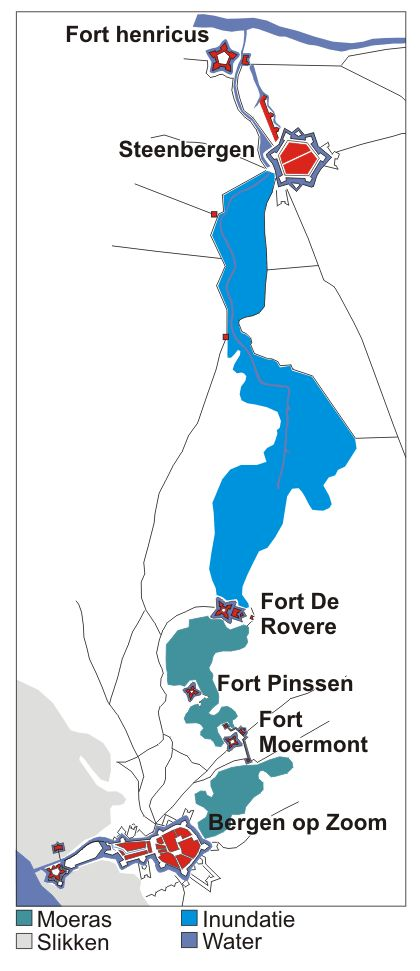 Fort henricus
Steenbergen
Fort De
Rovere
Fort Pinssen
Fort
Moermont
Bergen op Zoom
Moeras
Inundatie
Slikken
Water